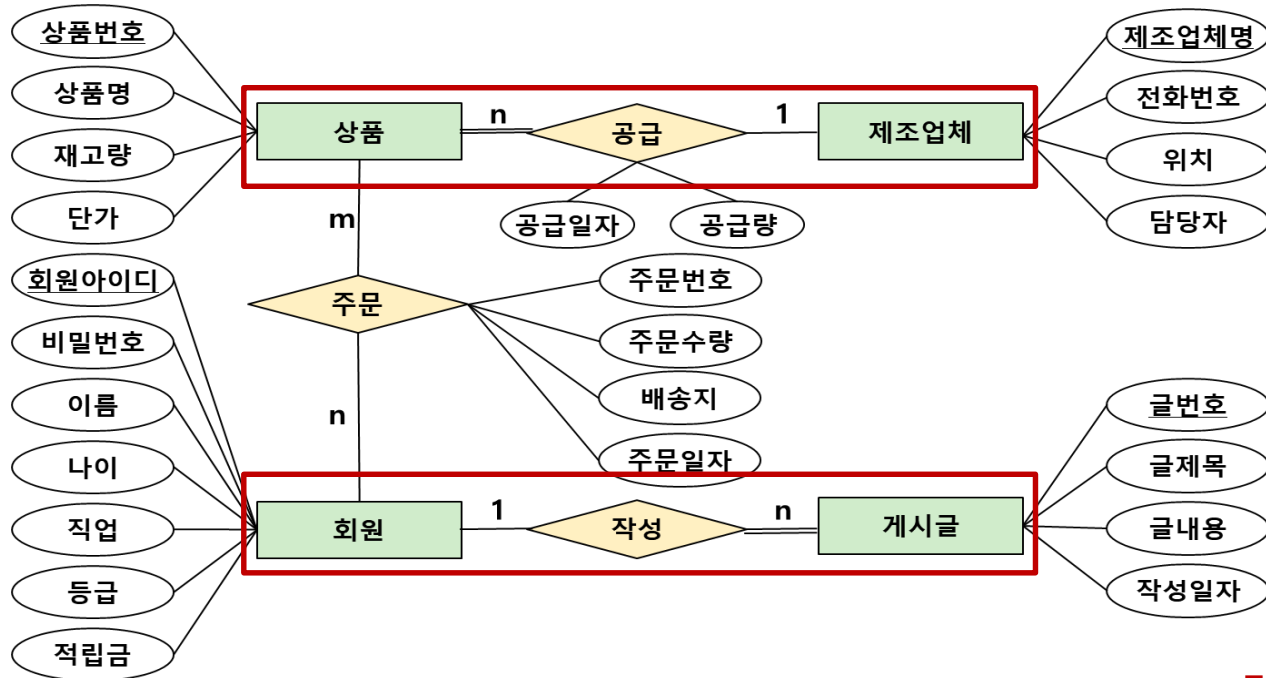 상품번호
상품명
재고량
단가
상품
n
공급
1
제조업체
제조업체명
전화번호
위치
담당자
공급일자
공급량
m
주문
n
주문번호
주문수량
배송지
주문일자
회원아이디
비밀번호
이름
나이
직업
등급
적립금
회원
1
작성
n
게시글
글번호
글제목
글내용
작성일자